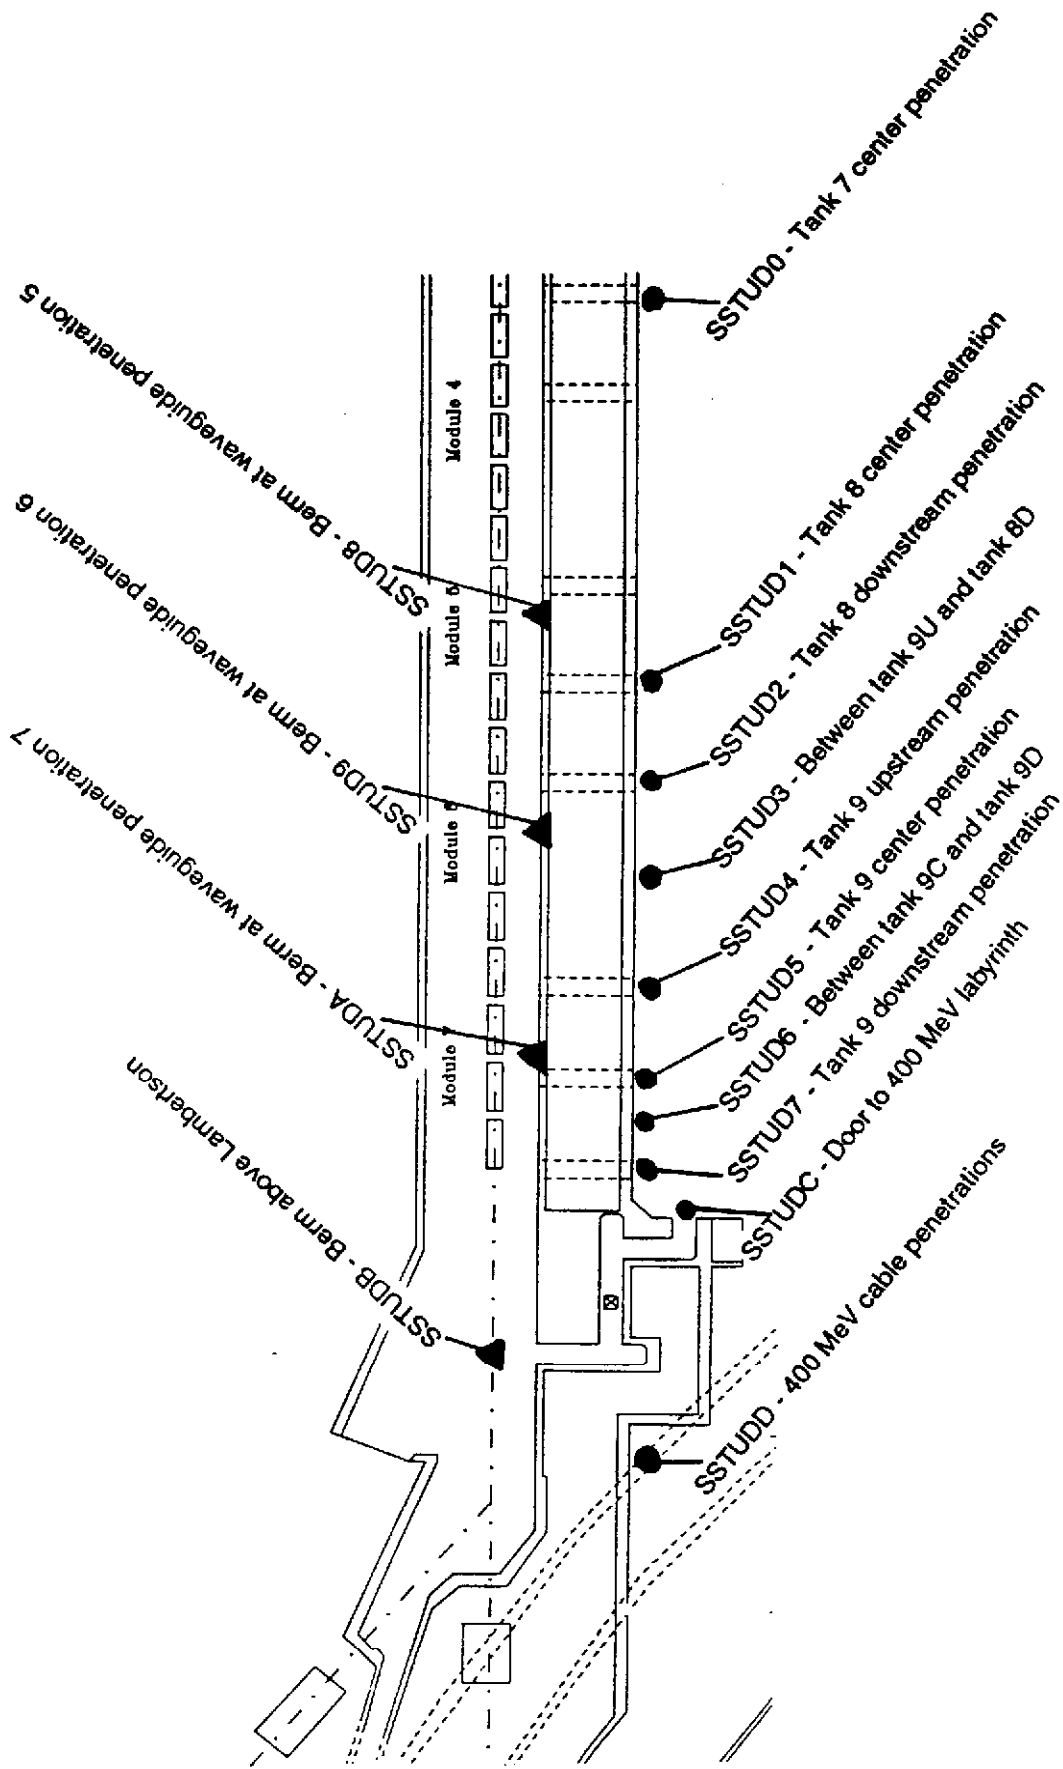 SSTUD0 - Tank 7 center penetration
SSTUD8 - Berm at waveguide penetration 5
Module 4
SSTUD1 - Tank 8 center penetration
SSTUD2 - Tank 8 downstream penetration
SSTUD9 - Berm at waveguide penetration 6
Module 5
SSTUD3 - Between tank 9U and tank 8D
SSTUD4 - Tank 9 upstream penetration
SSTUDA - Berm at waveguide penetration 7
Module 6
SSTUD5 - Tank 9 center penetration
SSTUD6 - Between tank 9C and tank 9D
SSTUD7 - Tank 9 downstream penetration
Module
SSTUDB - Berm above Lambertson
SSTUDC - Door to 400 MeV labyrinth
SSTUDD - 400 MeV cable penetrations